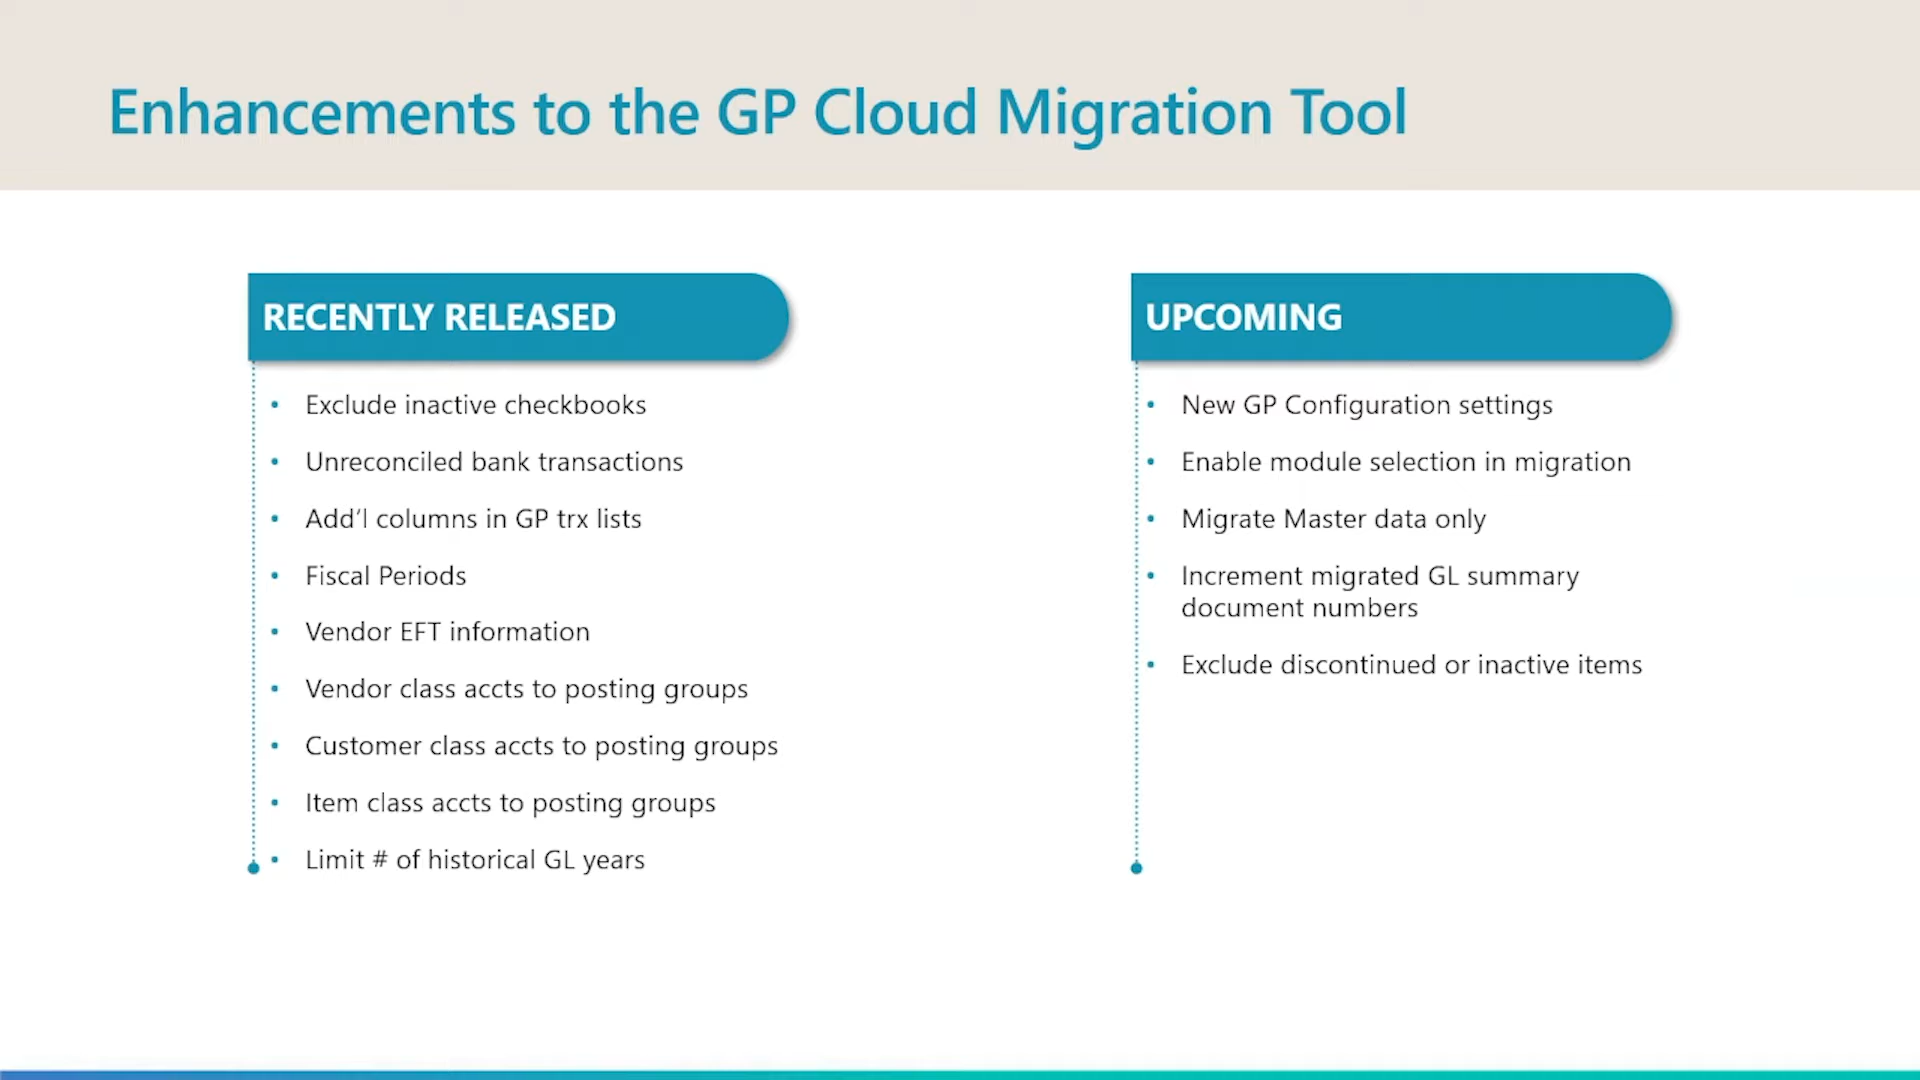 Enhancements to the GP Cloud Migration Tool
RECENTLY RELEASED
• Exclude inactive checkbooks
• Unreconciled bank transactions
• Add'l columns in GP trx lists
• Fiscal Periods
• Vendor EFT information
• Vendor class accts to posting groups
• Customer class accts to posting groups
• Item class accts to posting groups
• Limit # of historical GL years
UPCOMING
• New GP Configuration settings
• Enable module selection in migration
• Migrate Master data only
• Increment migrated GL summary
document numbers
• Exclude discontinued or inactive items